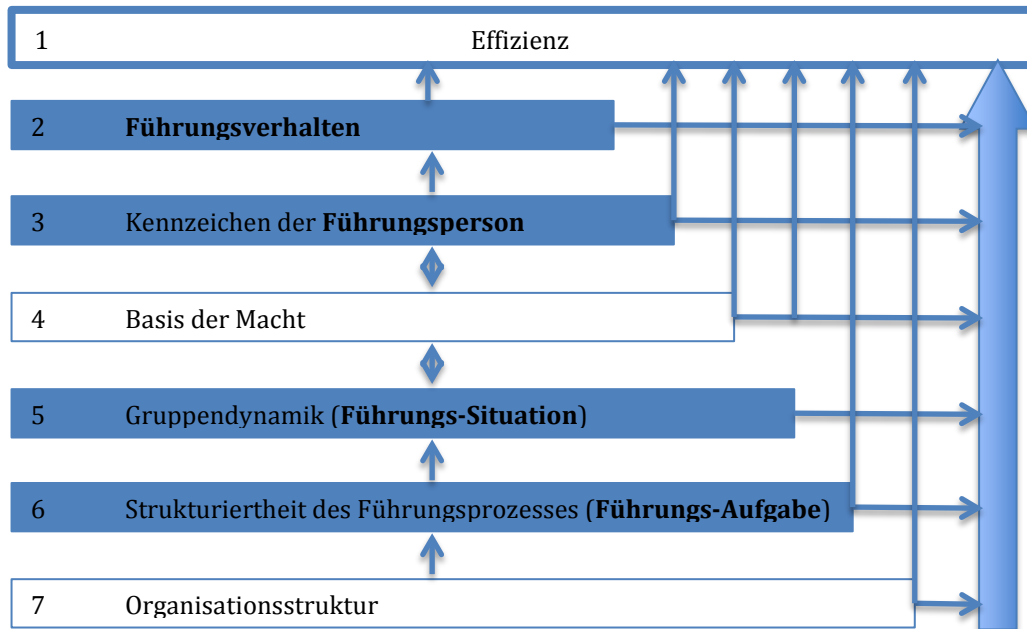 1 Effizienz
2 Führungsverhalten
3 Kennzeichen der Führungsperson
4 Basis der Macht
5 Gruppendynamik (Führungs-Situation)
6 Strukturiertheit des Führungsprozesses (Führungs-Aufgabe)
7 Organisationsstruktur